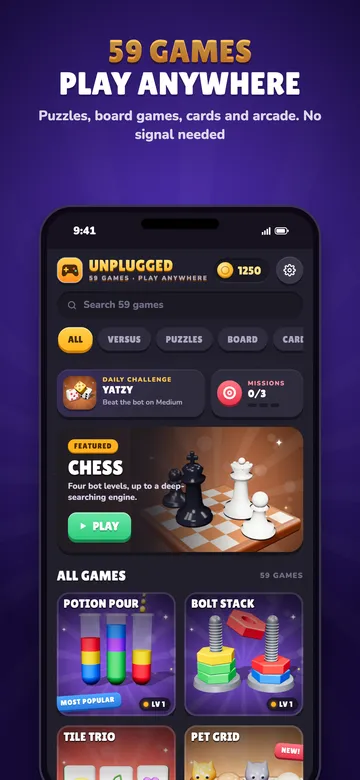 59 GAMES
PLAY ANYWHERE
Puzzles, board games, cards and arcade. No
signal needed
9:41
UNPLUGGED
59 GAMES · PLAY ANYWHERE
1250
Search 59 games
ALL
VERSUS
PUZZLES
BOARD
CARD
DAILY CHALLENGE
YATZY
Beat the bot on Medium
MISSIONS
0/3
FEATURED
CHESS
Four bot levels, up to a deep-
searching engine.
PLAY
ALL GAMES
59 GAMES
POTION POUR
BOLT STACK
MOST POPULAR
LV 1
LV 1
TILE TRIO
PET GRID
NEW!